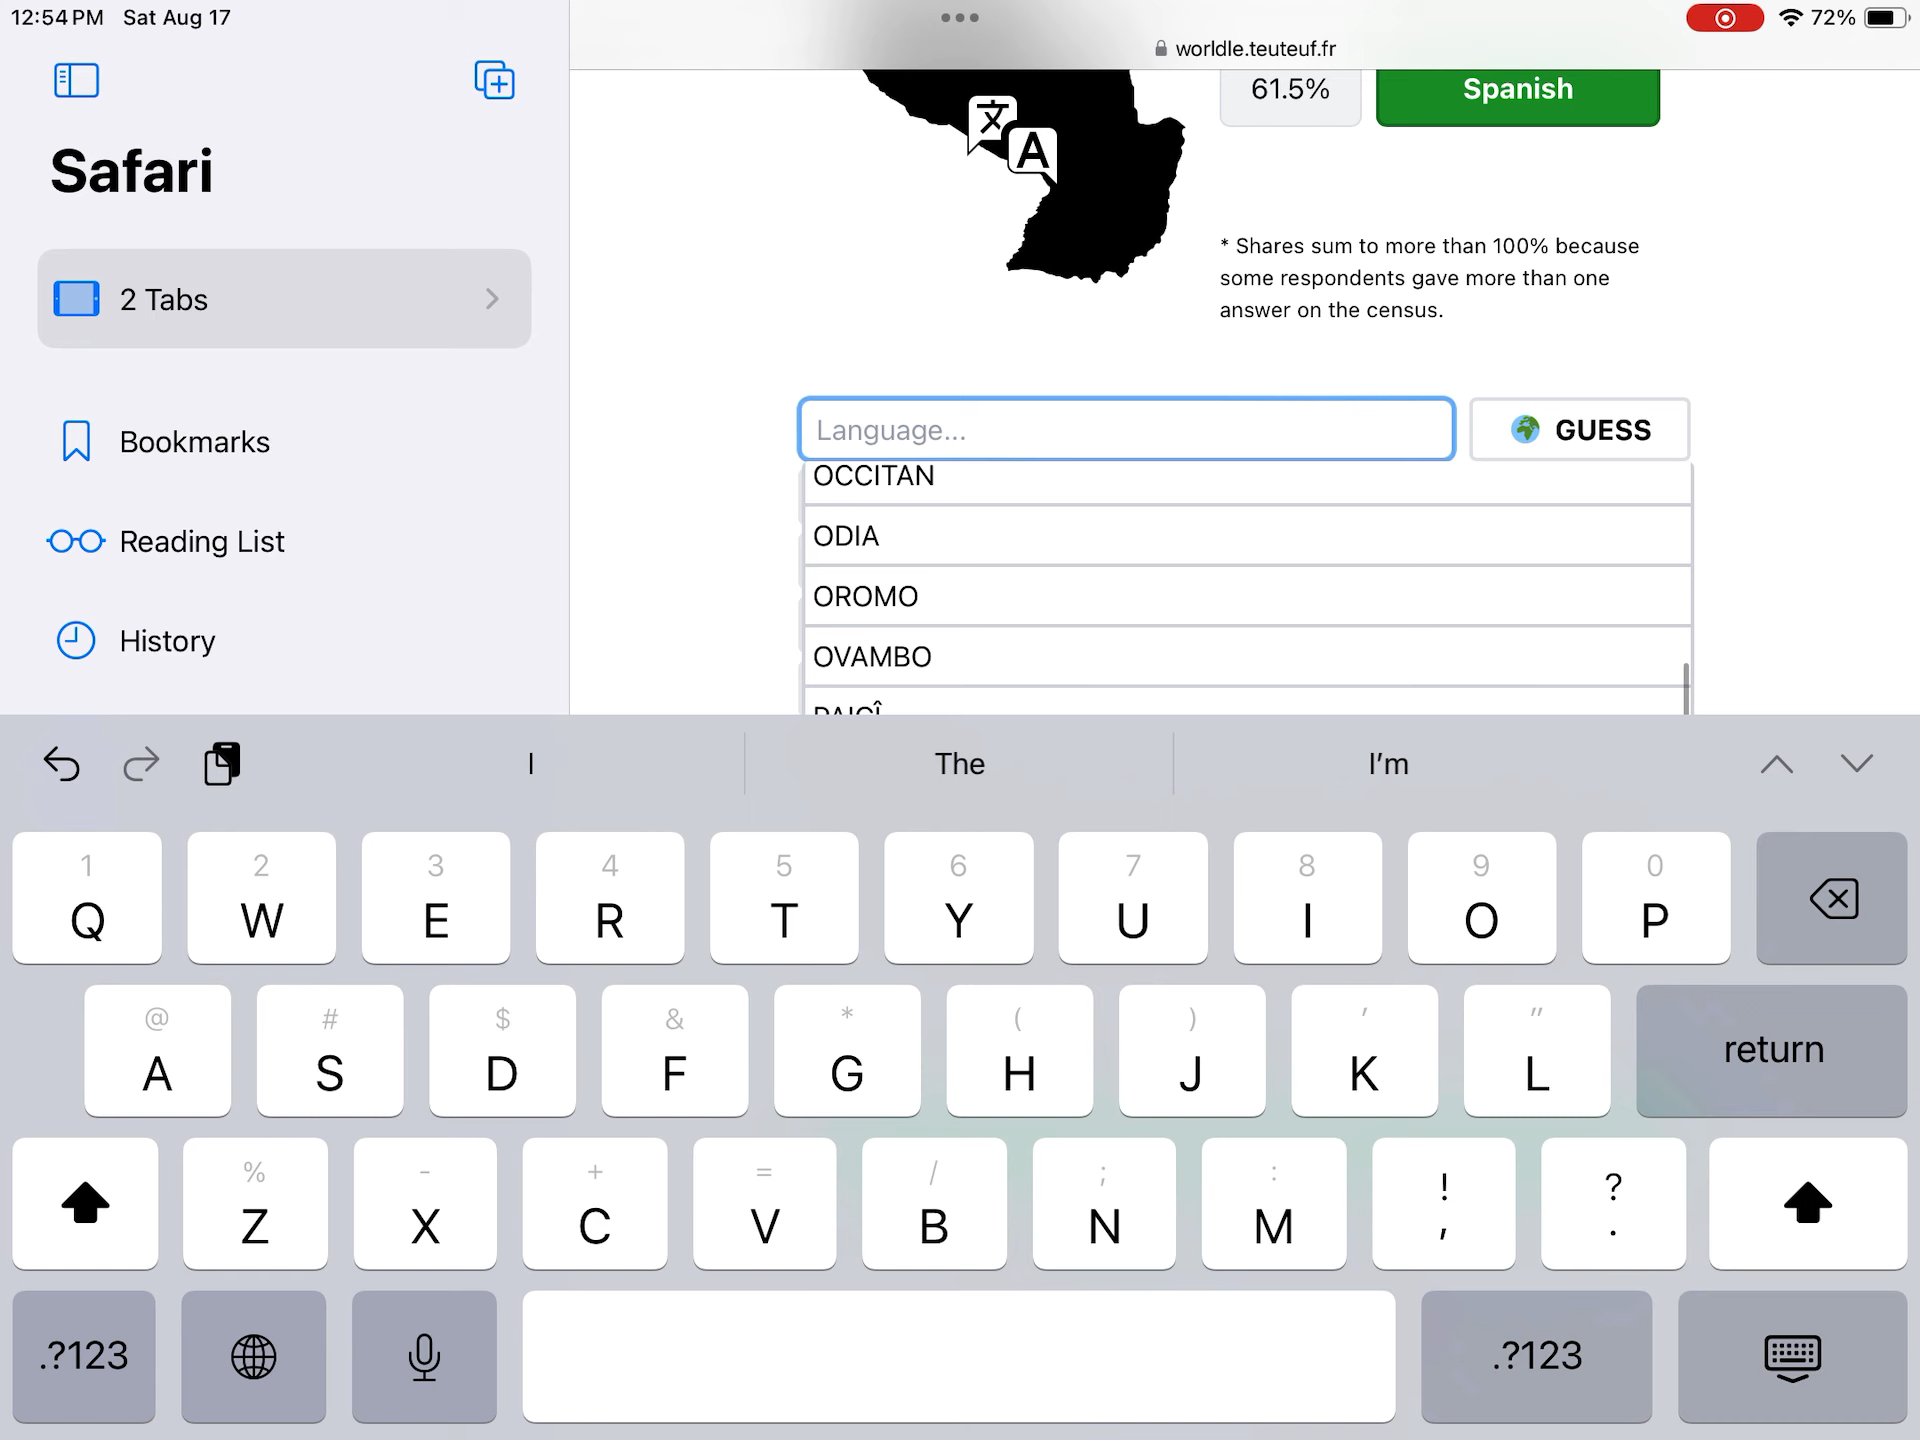 12:54 PM Sat Aug 17
72%
worldle.teuteuf.fr
Safari
2 Tabs
Bookmarks
Reading List
History
文
A
61.5%
Spanish
* Shares sum to more than 100% because
some respondents gave more than one
answer on the census.
Language...
GUESS
OCCITAN
ODIA
OROMO
OVAMBO
I
The
I'm
1 2 3 4 5 6 7 8 9 0
Q W E R T Y U I O P
@ # $ & * ( ) ' "
A S D F G H J K L return
% - + = / ; : ! ?
Z X C V B N M , .
.?123
.?123